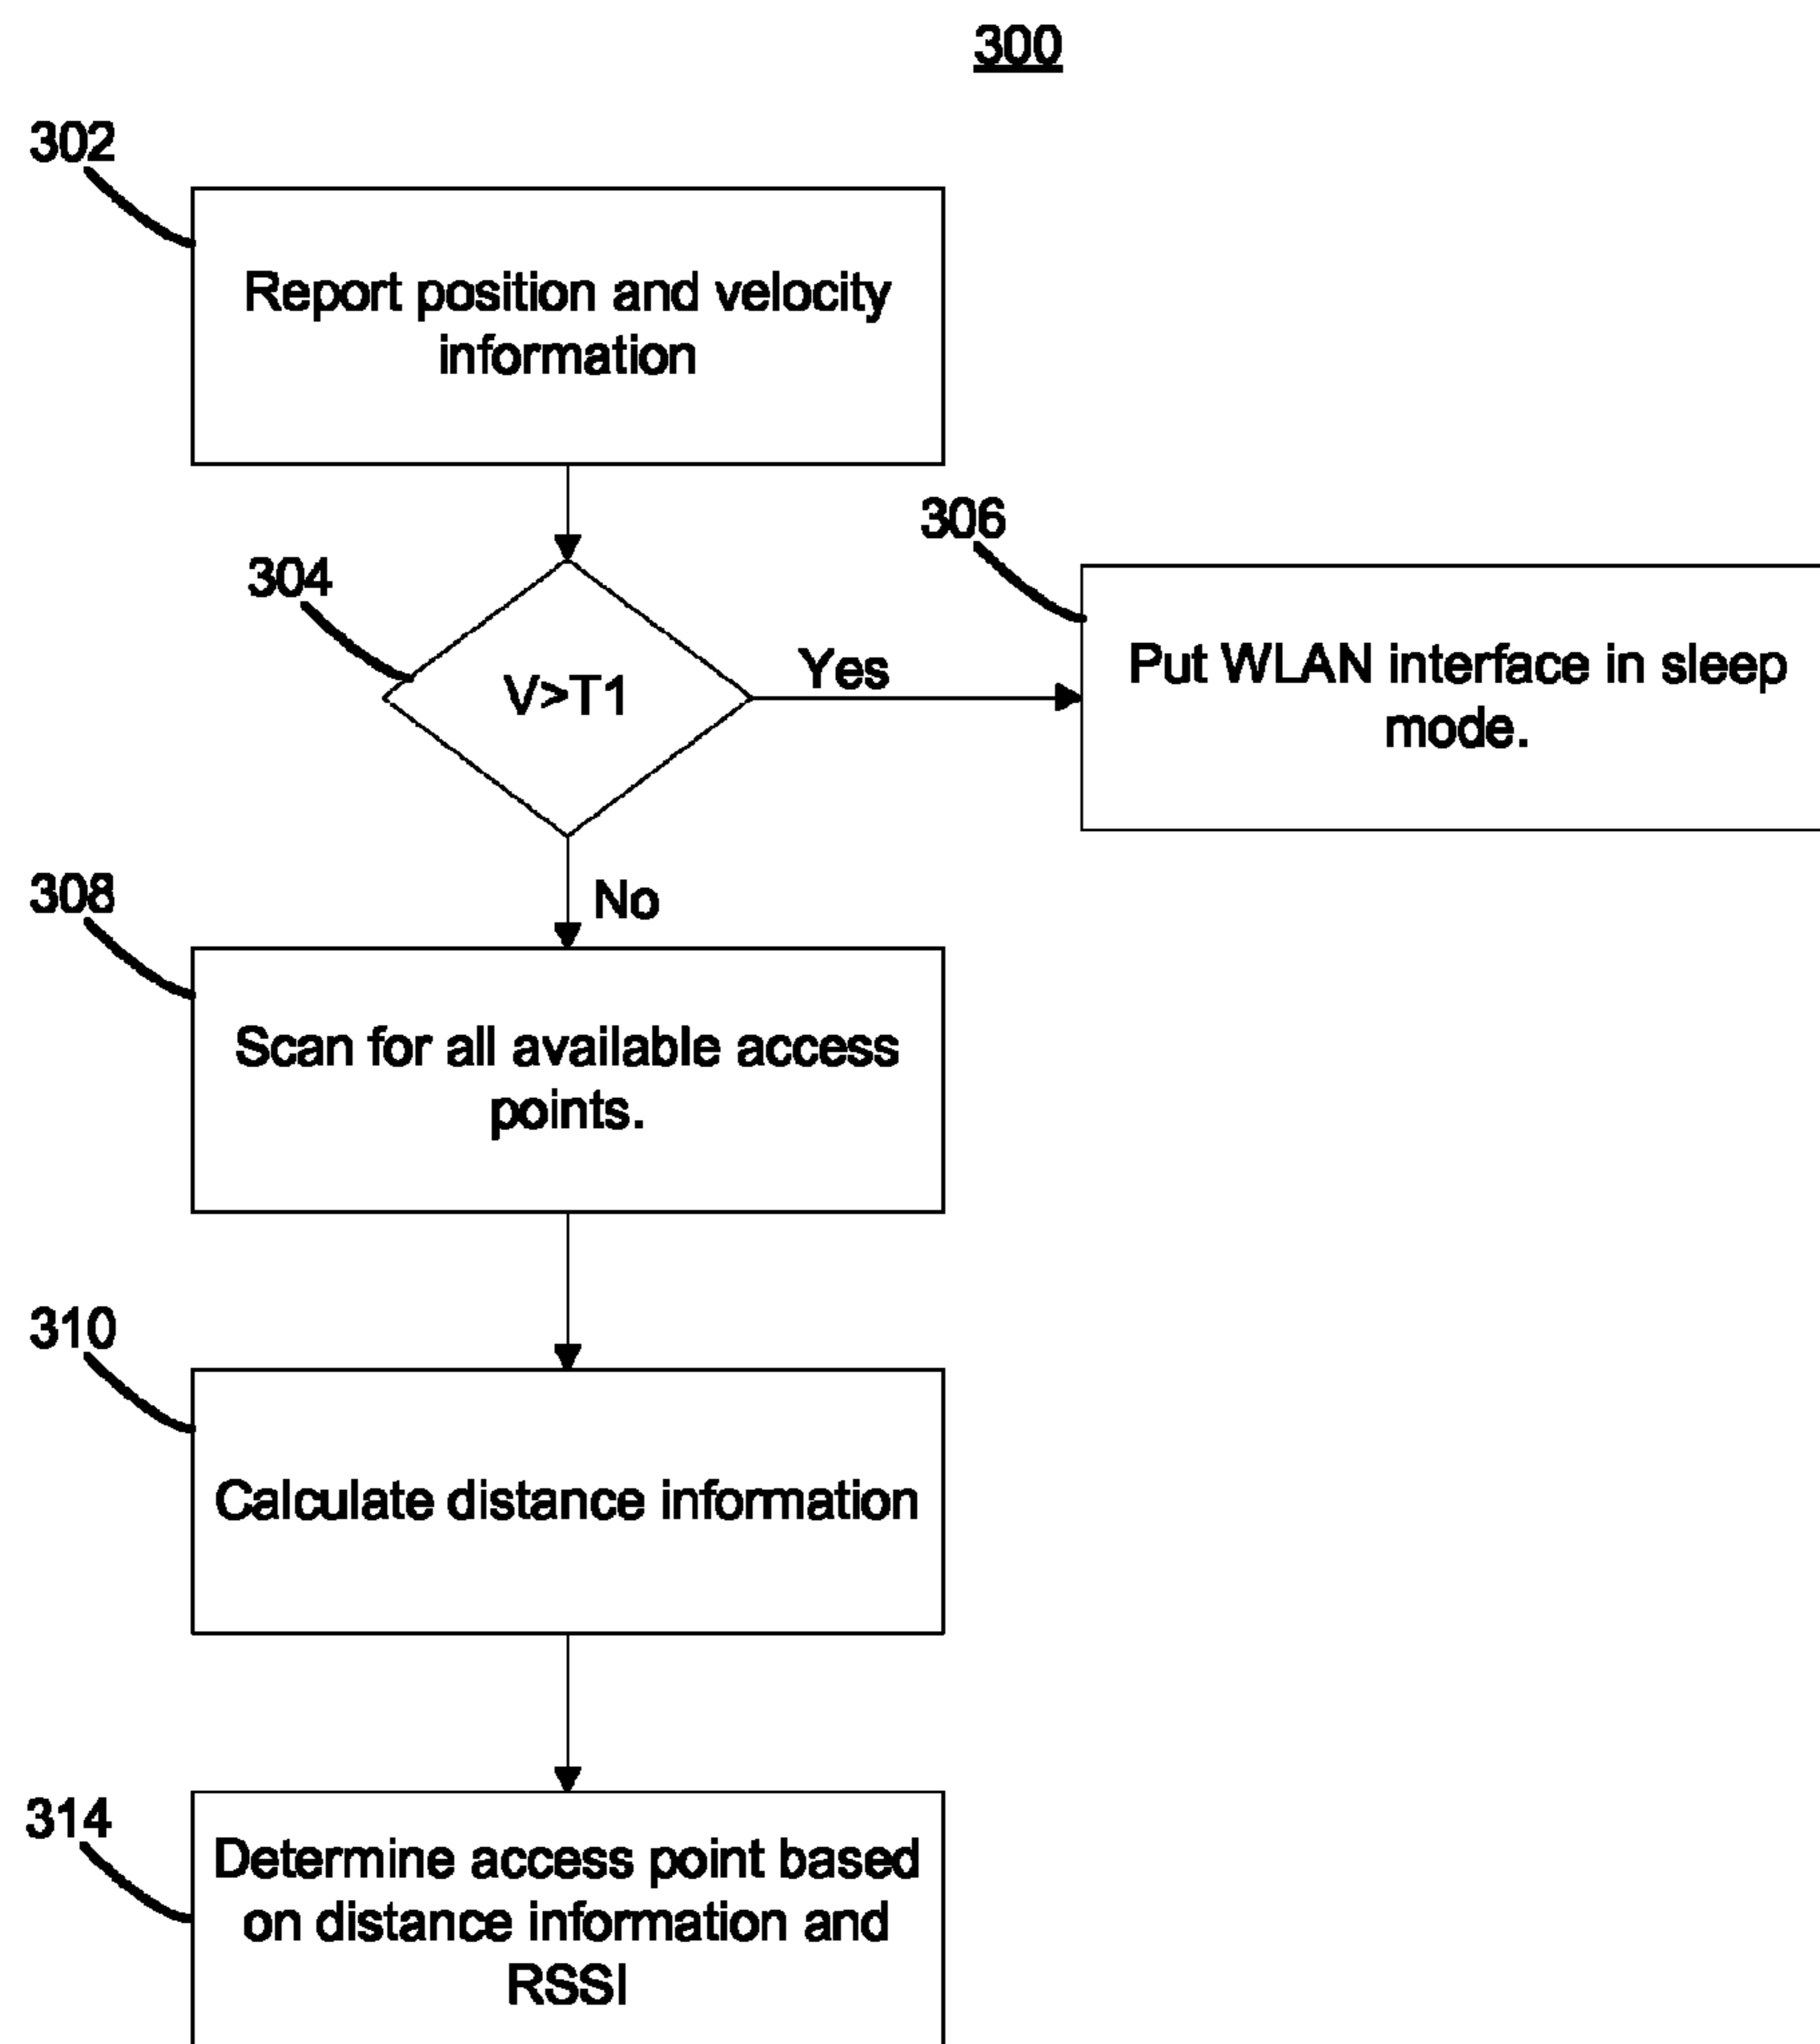 300
302
Report position and velocity
information
304
V>T1
Yes
306
Put WLAN interface in sleep
mode.
No
308
Scan for all available access
points.
310
Calculate distance information
314
Determine access point based
on distance information and
RSSI